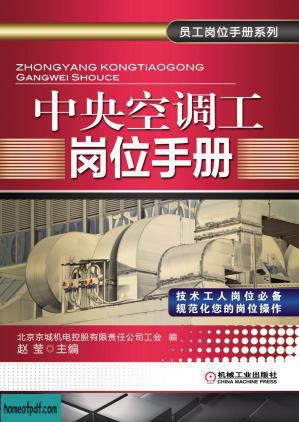 员工岗位手册系列
ZHONGYANG KONGTIAOGONG
GANGWEI SHOUCE
中央空调工
岗位手册
技术工人岗位必备
规范化您的岗位操作
北京京城机电控股有限责任公司工会 编
赵 莹 主编
机械工业出版社
CHINA MACHINE PRESS
homeofpdf.com